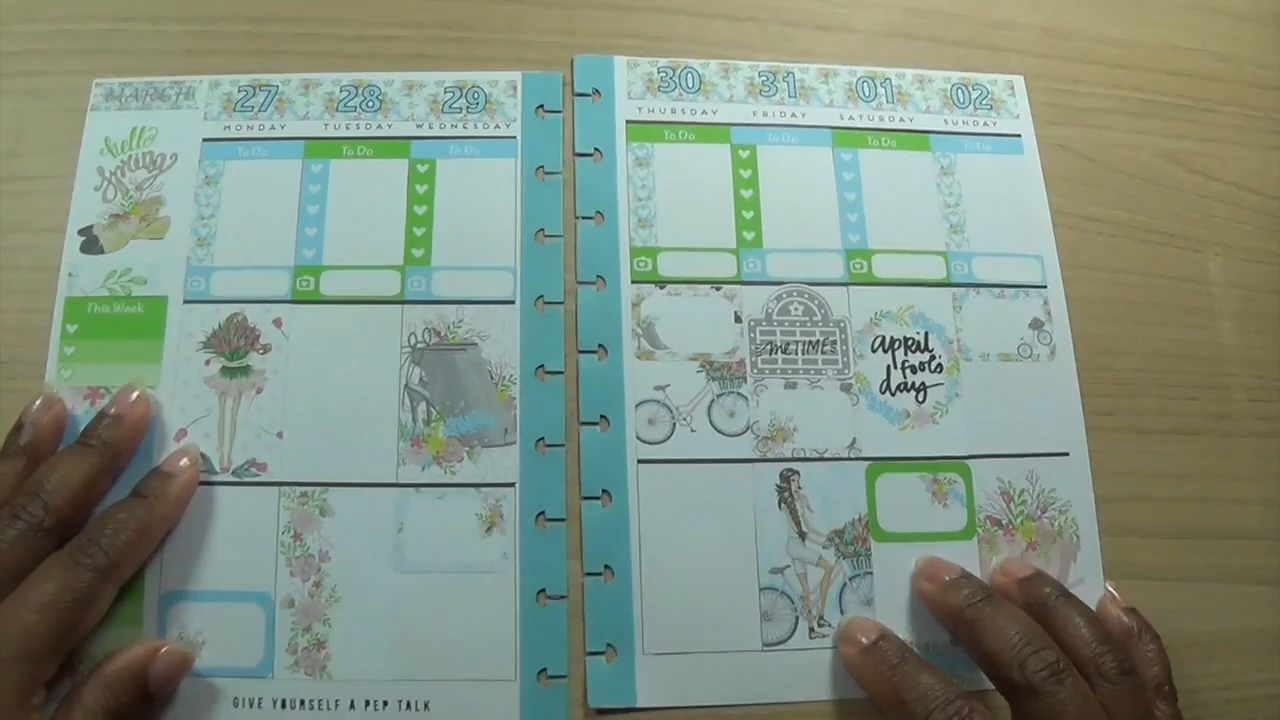 MARCH
27 28 29
MONDAY TUESDAY WEDNESDAY
To Do To Do To Do
hello
spring
This Week
GIVE YOURSELF A PEP TALK
30 31 01 02
THURSDAY FRIDAY SATURDAY SUNDAY
To Do To Do To Do To Do
me TIME
april
fools
day